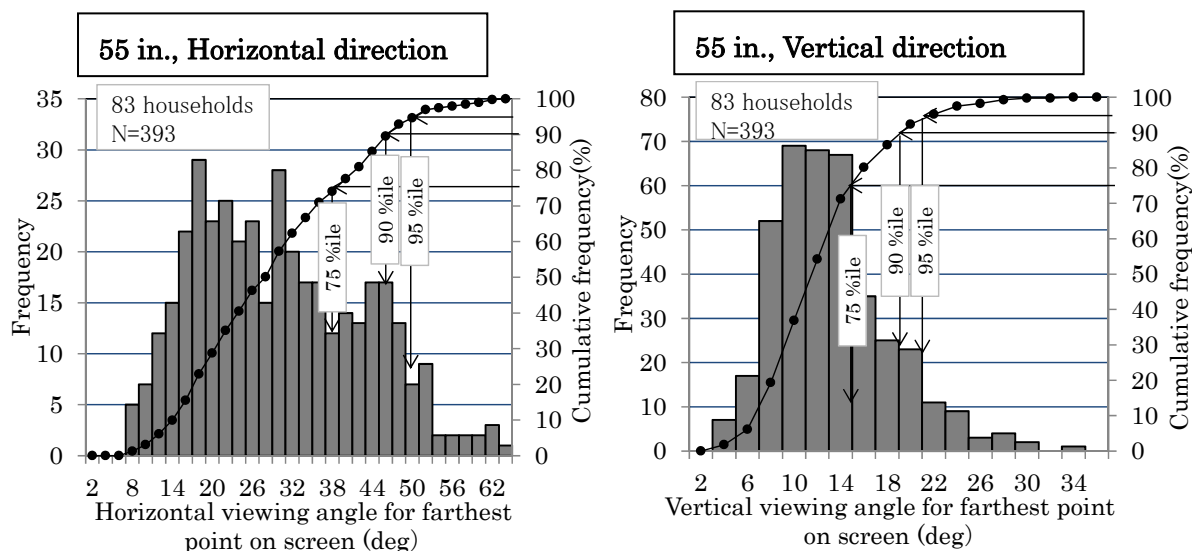 55 in., Horizontal direction
83 households
N=393
35
30
25
20
15
10
5
0
Frequency
100
90
80
70
60
50
40
30
20
10
0
Cumulative frequency(%)
75 %ile
90 %ile
95 %ile
2 8 14 20 26 32 38 44 50 56 62
Horizontal viewing angle for farthest
point on screen (deg)
55 in., Vertical direction
83 households
N=393
80
70
60
50
40
30
20
10
0
Frequency
100
90
80
70
60
50
40
30
20
10
0
Cumulative frequency(%)
75 %ile
90 %ile
95 %ile
2 6 10 14 18 22 26 30 34
Vertical viewing angle for farthest point
on screen (deg)